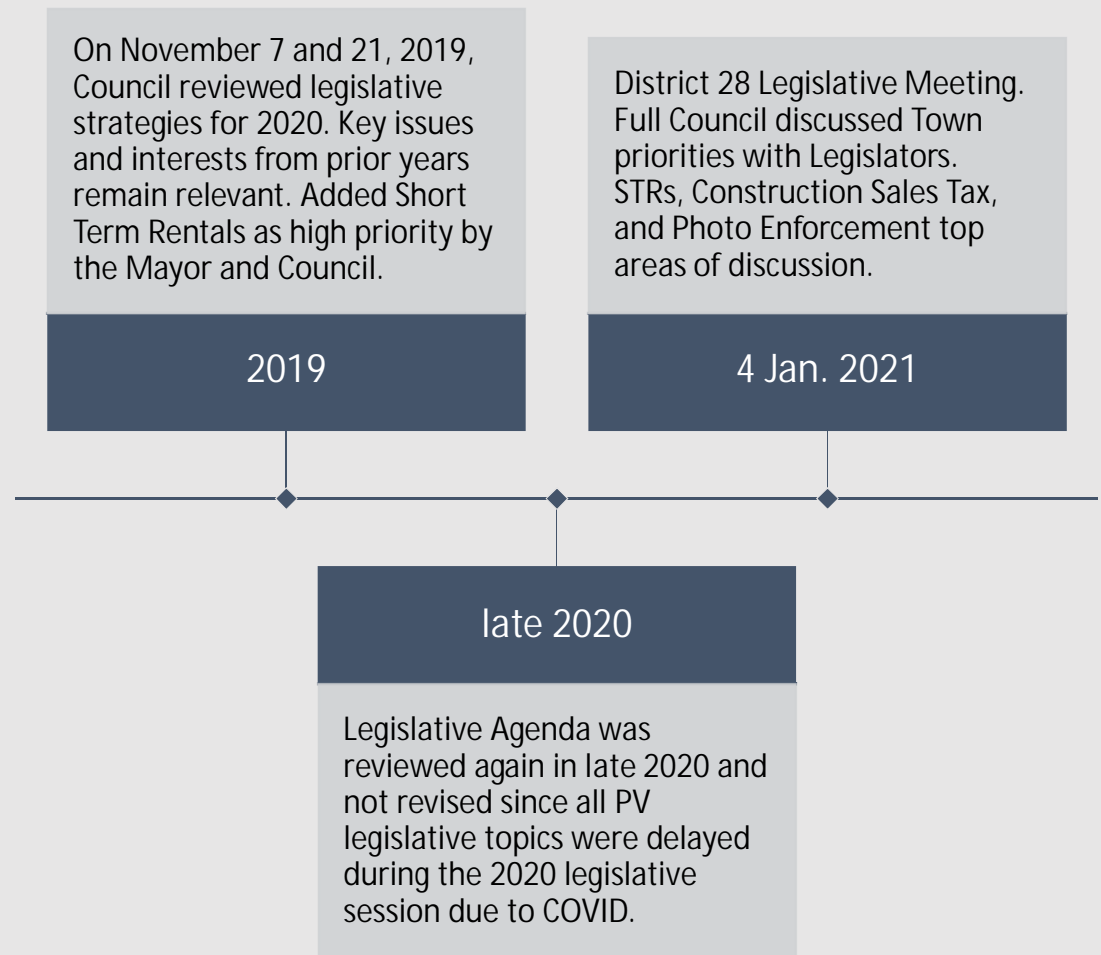 On November 7 and 21, 2019,
Council reviewed legislative
strategies for 2020. Key issues
and interests from prior years
remain relevant. Added Short
Term Rentals as high priority by
the Mayor and Council.
2019
District 28 Legislative Meeting.
Full Council discussed Town
priorities with Legislators.
STRs, Construction Sales Tax,
and Photo Enforcement top
areas of discussion.
4 Jan. 2021
late 2020
Legislative Agenda was
reviewed again in late 2020 and
not revised since all PV
legislative topics were delayed
during the 2020 legislative
session due to COVID.